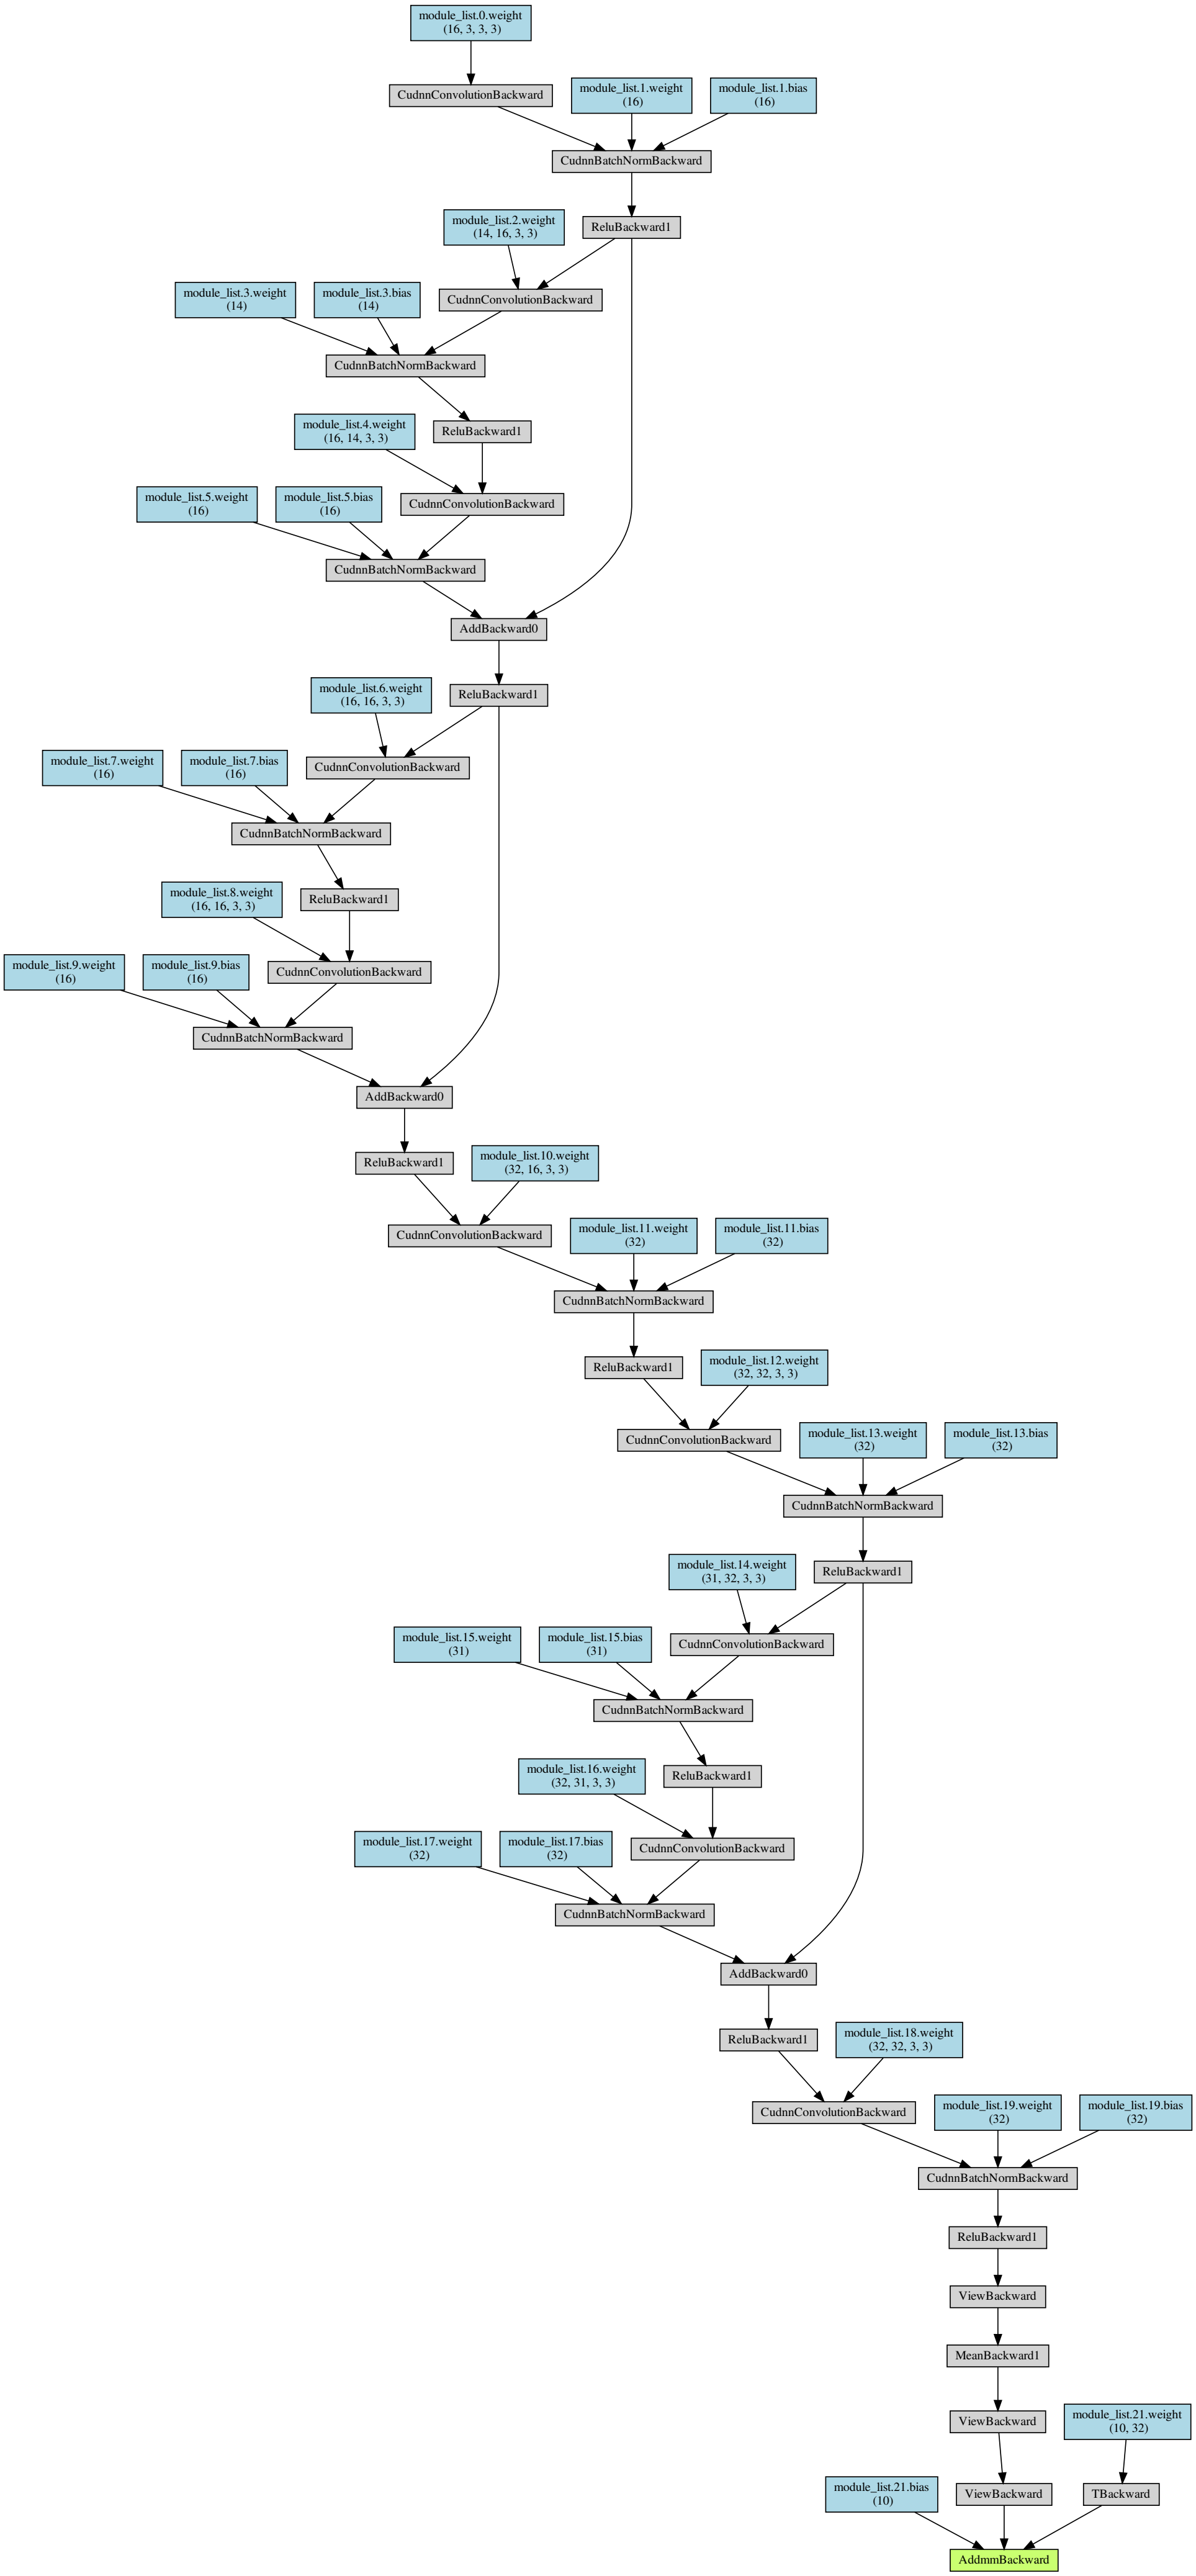 module_list.0.weight
(16, 3, 3, 3)
CudnnConvolutionBackward
module_list.1.weight
(16)
module_list.1.bias
(16)
CudnnBatchNormBackward
module_list.2.weight
(14, 16, 3, 3)
ReluBackward1
module_list.3.weight
(14)
module_list.3.bias
(14)
CudnnConvolutionBackward
CudnnBatchNormBackward
module_list.4.weight
(16, 14, 3, 3)
ReluBackward1
module_list.5.weight
(16)
module_list.5.bias
(16)
CudnnConvolutionBackward
CudnnBatchNormBackward
AddBackward0
module_list.6.weight
(16, 16, 3, 3)
ReluBackward1
module_list.7.weight
(16)
module_list.7.bias
(16)
CudnnConvolutionBackward
CudnnBatchNormBackward
module_list.8.weight
(16, 16, 3, 3)
ReluBackward1
module_list.9.weight
(16)
module_list.9.bias
(16)
CudnnConvolutionBackward
CudnnBatchNormBackward
AddBackward0
ReluBackward1
module_list.10.weight
(32, 16, 3, 3)
CudnnConvolutionBackward
module_list.11.weight
(32)
module_list.11.bias
(32)
CudnnBatchNormBackward
ReluBackward1
module_list.12.weight
(32, 32, 3, 3)
CudnnConvolutionBackward
module_list.13.weight
(32)
module_list.13.bias
(32)
CudnnBatchNormBackward
module_list.14.weight
(31, 32, 3, 3)
ReluBackward1
module_list.15.weight
(31)
module_list.15.bias
(31)
CudnnConvolutionBackward
CudnnBatchNormBackward
module_list.16.weight
(32, 31, 3, 3)
ReluBackward1
module_list.17.weight
(32)
module_list.17.bias
(32)
CudnnConvolutionBackward
CudnnBatchNormBackward
AddBackward0
ReluBackward1
module_list.18.weight
(32, 32, 3, 3)
CudnnConvolutionBackward
module_list.19.weight
(32)
module_list.19.bias
(32)
CudnnBatchNormBackward
ReluBackward1
ViewBackward
MeanBackward1
ViewBackward
module_list.21.weight
(10, 32)
module_list.21.bias
(10)
ViewBackward
TBackward
AddmmBackward